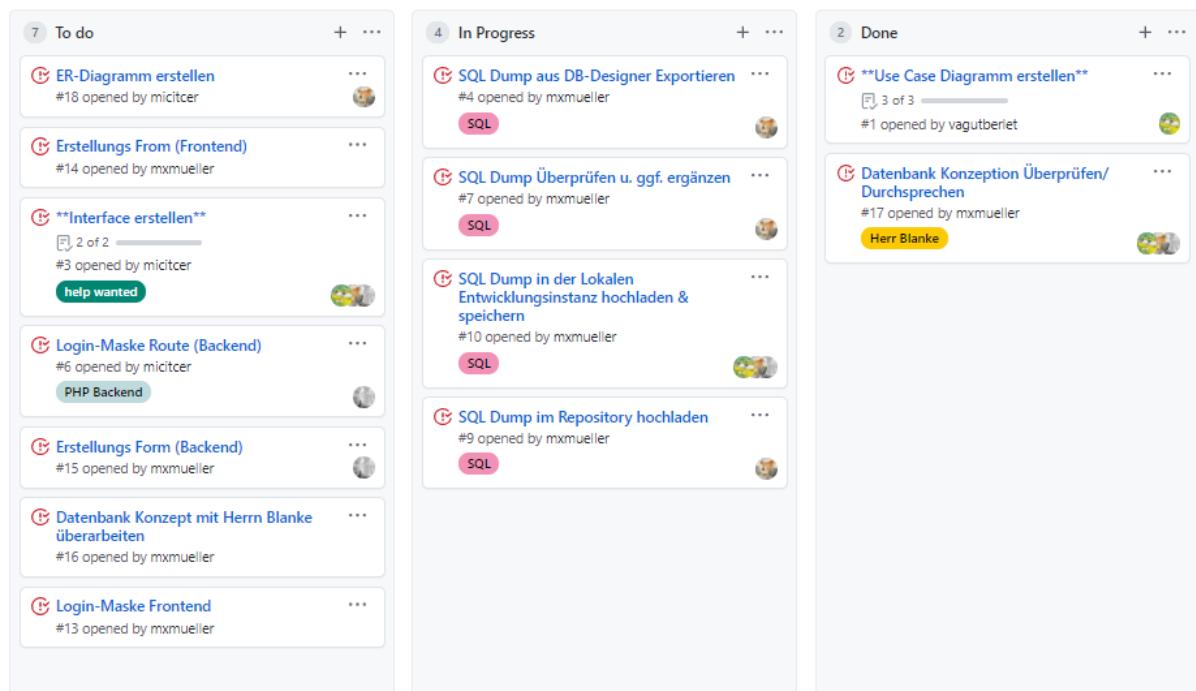 7 To do + ...
ER-Diagramm erstellen ...
#18 opened by micitcer
Erstellungs From (Frontend) ...
#14 opened by mxmueller
**Interface erstellen** ...
2 of 2
#3 opened by micitcer
help wanted
Login-Maske Route (Backend) ...
#6 opened by micitcer
PHP Backend
Erstellungs Form (Backend) ...
#15 opened by mxmueller
Datenbank Konzept mit Herrn Blanke ...
überarbeiten
#16 opened by mxmueller
Login-Maske Frontend ...
#13 opened by mxmueller
4 In Progress + ...
SQL Dump aus DB-Designer Exportieren ...
#4 opened by mxmueller
SQL
SQL Dump Überprüfen u. ggf. ergänzen ...
#7 opened by mxmueller
SQL
SQL Dump in der Lokalen ...
Entwicklungsinstanz hochladen &
speichern
#10 opened by mxmueller
SQL
SQL Dump im Repository hochladen ...
#9 opened by mxmueller
SQL
2 Done + ...
**Use Case Diagramm erstellen** ...
3 of 3
#1 opened by vagutberiet
Datenbank Konzeption Überprüfen/ ...
Durchsprechen
#17 opened by mxmueller
Herr Blanke